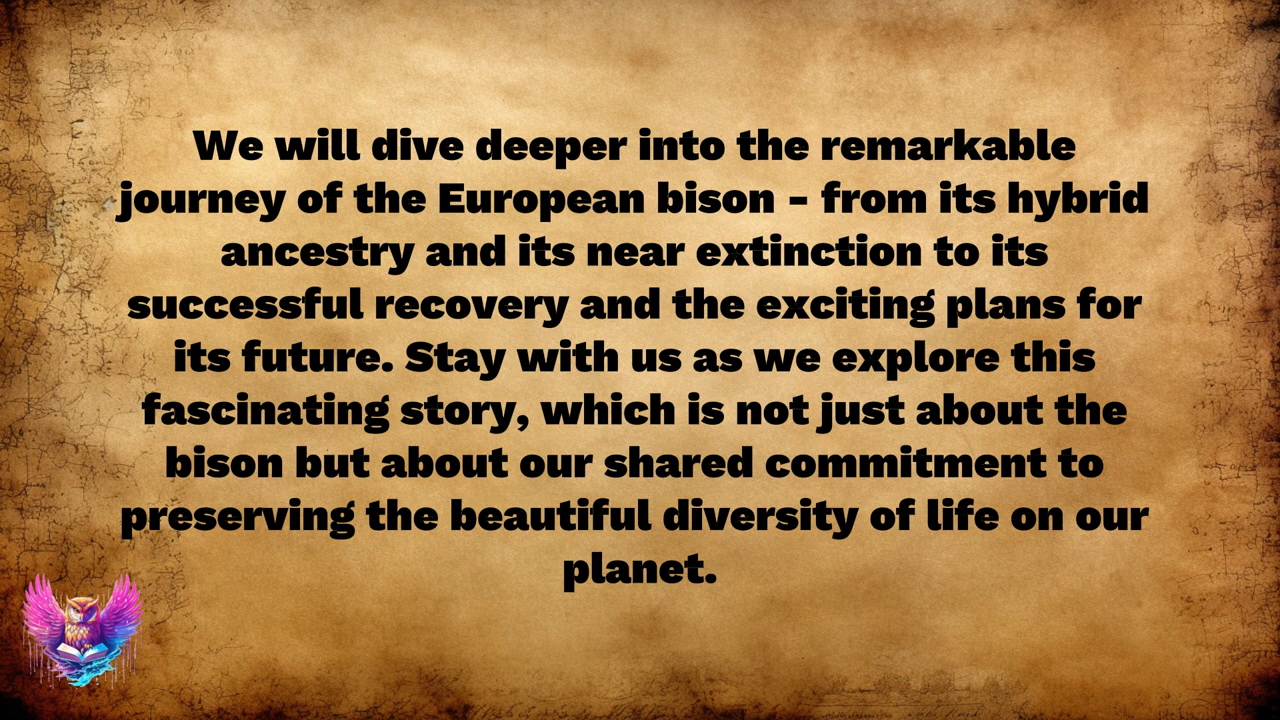 We will dive deeper into the remarkable
journey of the European bison - from its hybrid
ancestry and its near extinction to its
successful recovery and the exciting plans for
its future. Stay with us as we explore this
fascinating story, which is not just about the
bison but about our shared commitment to
preserving the beautiful diversity of life on our
planet.